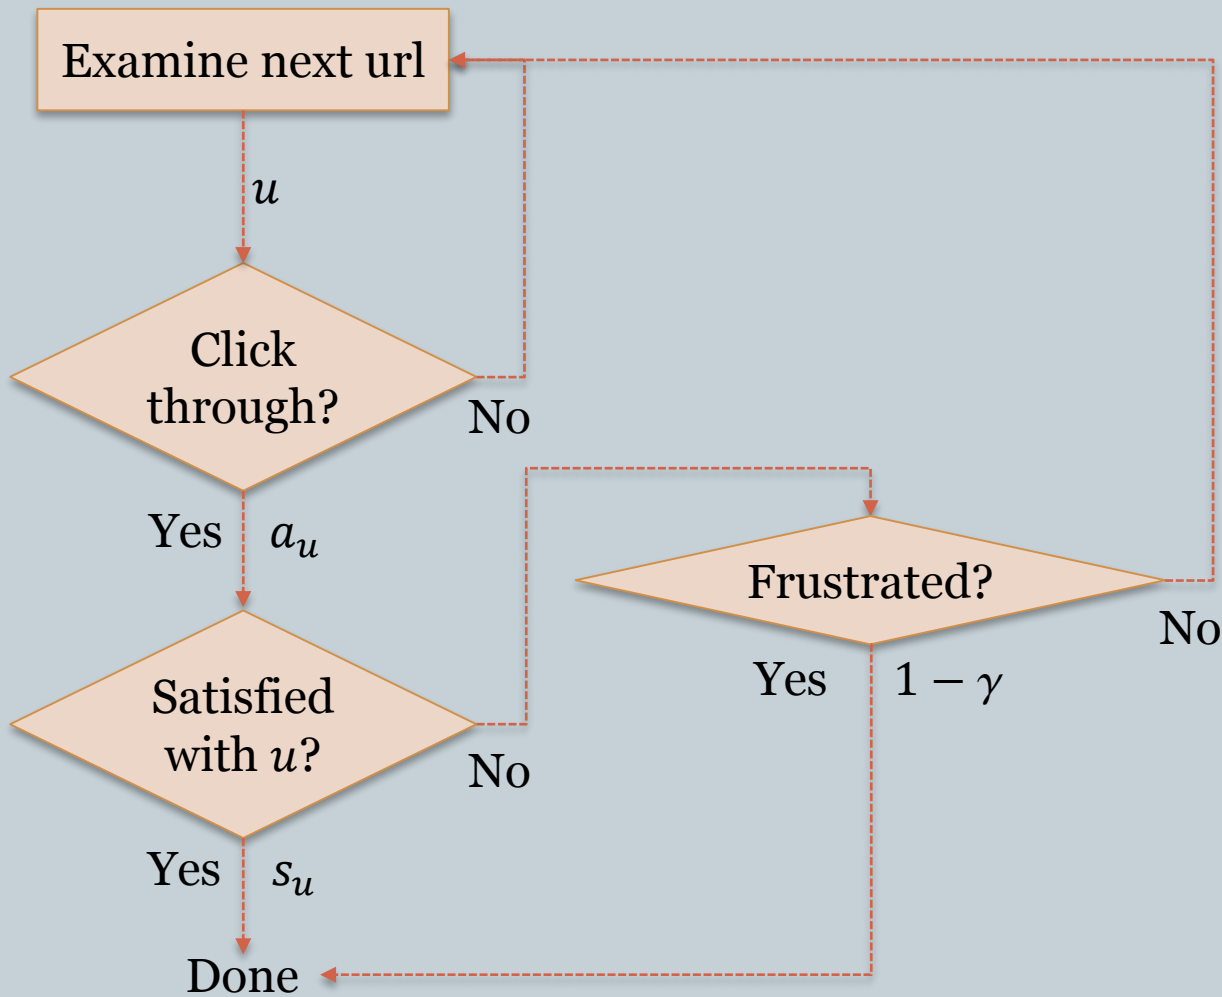 Examine next url
u
Click
through?
No
Yes
a_u
Frustrated?
No
Satisfied
with u?
No
Yes
1 − γ
Yes
s_u
Done